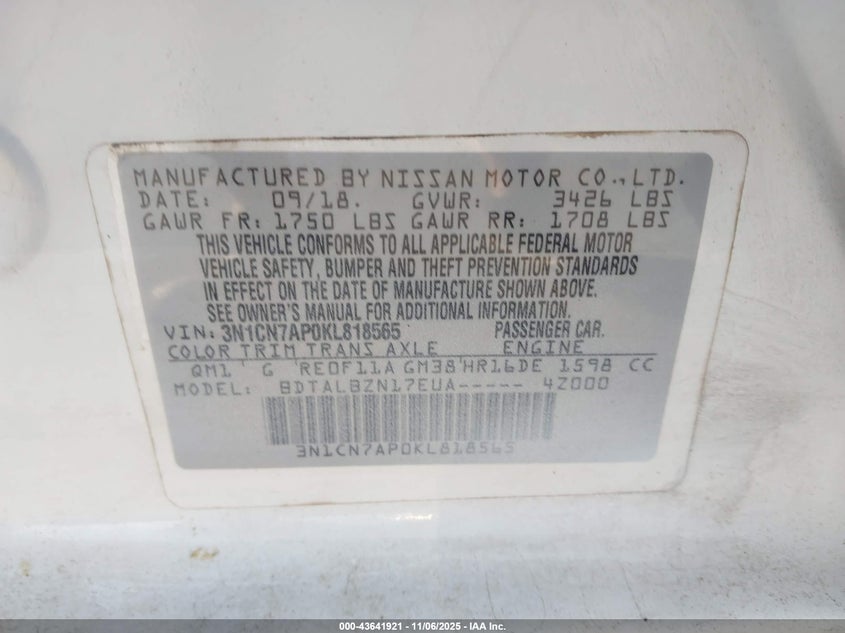 MANUFACTURED BY NISSAN MOTOR CO.,LTD.
DATE: 09/18. GVWR: 3426 LBS
GAWR FR: 1750 LBS GAWR RR: 1708 LBS
THIS VEHICLE CONFORMS TO ALL APPLICABLE FEDERAL MOTOR
VEHICLE SAFETY, BUMPER AND THEFT PREVENTION STANDARDS
IN EFFECT ON THE DATE OF MANUFACTURE SHOWN ABOVE.
SEE OWNER'S MANUAL FOR ADDITIONAL INFORMATION.
VIN: 3N1CN7AP0KL818565 PASSENGER CAR.
COLOR TRIM TRANS AXLE ENGINE
QM1 G RE0F11A GM38 HR16DE 1598 CC
MODEL: BDTALBZN17EUA----- 4Z000
3N1CN7AP0KL818565
000-43641921 | 11/06/2025 - IAA Inc.